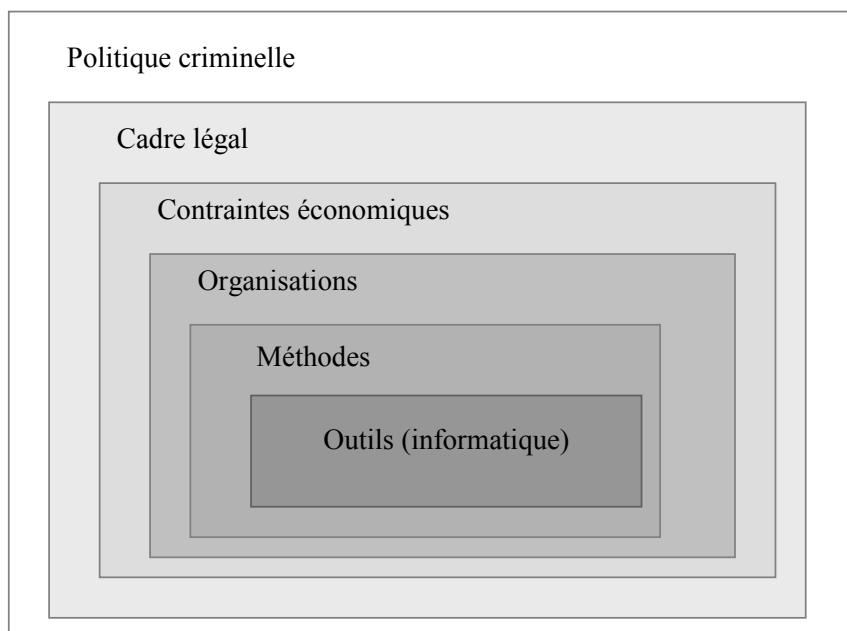 Politique criminelle
Cadre légal
Contraintes économiques
Organisations
Méthodes
Outils (informatique)